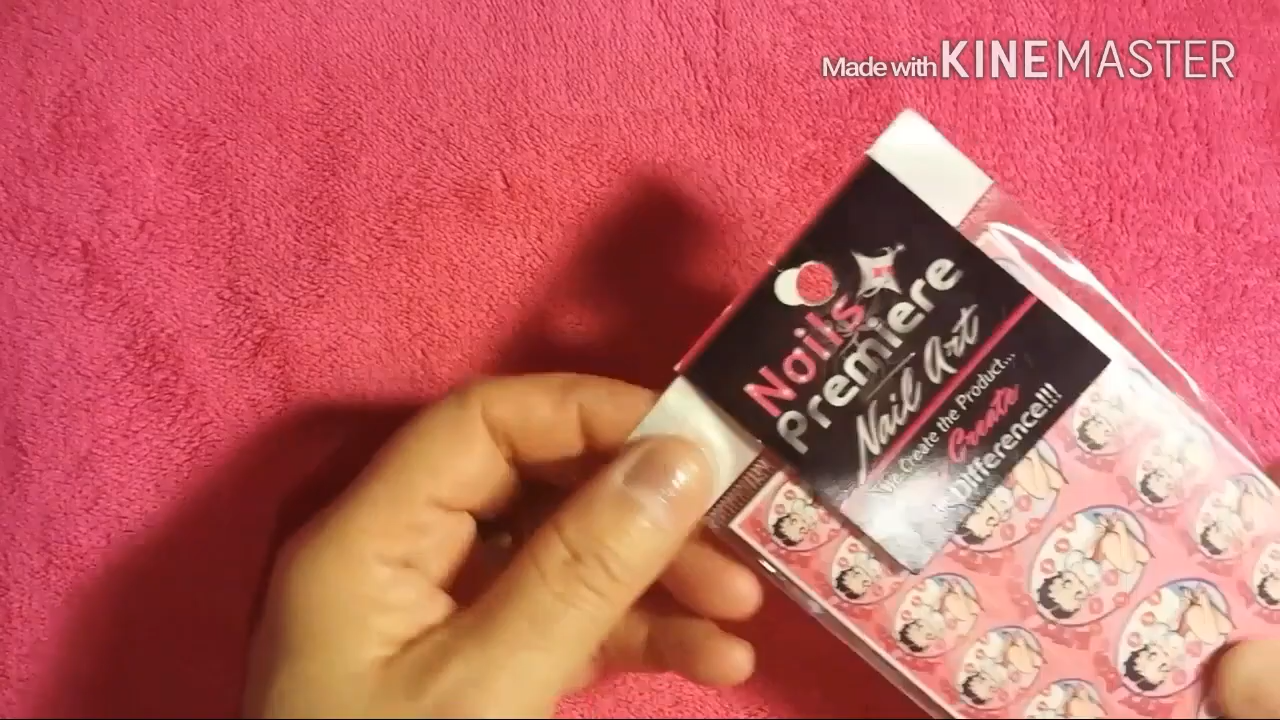 Made with KINEMASTER
Nails
Premiere
Nail Art
We Create the Product...
Create
Difference!!!